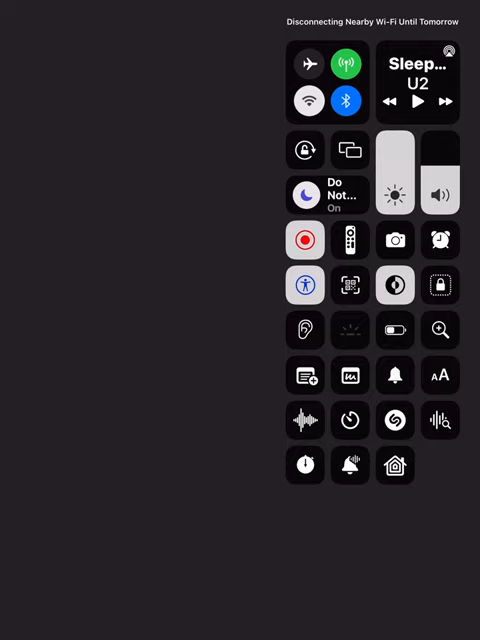 Disconnecting Nearby Wi-Fi Until Tomorrow
Sleep...
U2
Do
Not...
On
AA